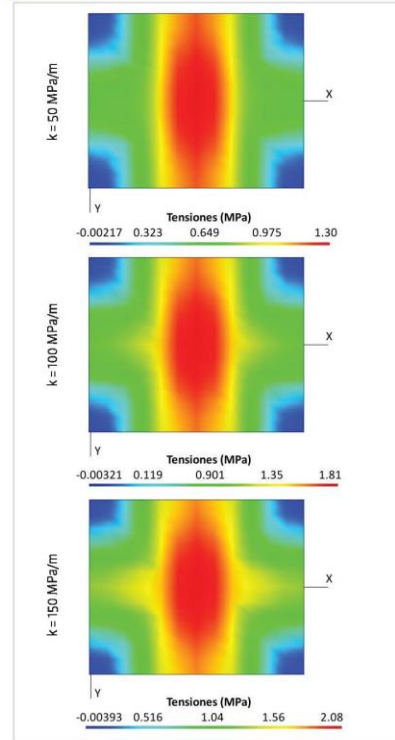 k = 50 MPa/m
X
Y
Tensiones (MPa)
-0.00217 0.323 0.649 0.975 1.30
k = 100 MPa/m
X
Y
Tensiones (MPa)
-0.00321 0.119 0.901 1.35 1.81
k = 150 MPa/m
X
Y
Tensiones (MPa)
-0.00393 0.516 1.04 1.56 2.08